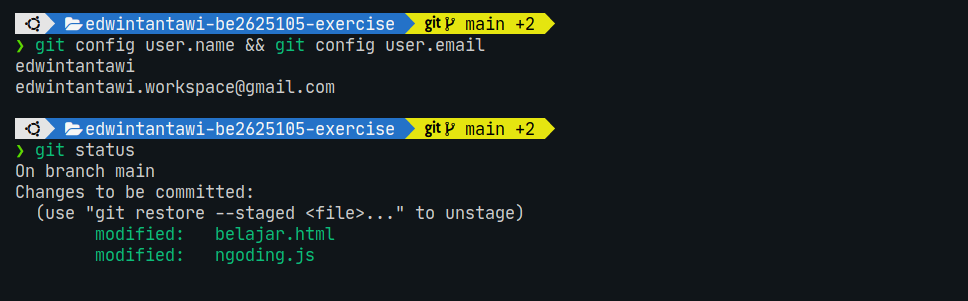 edwintantawi-be2625105-exercise git main +2
❯ git config user.name && git config user.email
edwintantawi
edwintantawi.workspace@gmail.com
edwintantawi-be2625105-exercise git main +2
❯ git status
On branch main
Changes to be committed:
(use "git restore --staged <file>..." to unstage)
modified: belajar.html
modified: ngoding.js